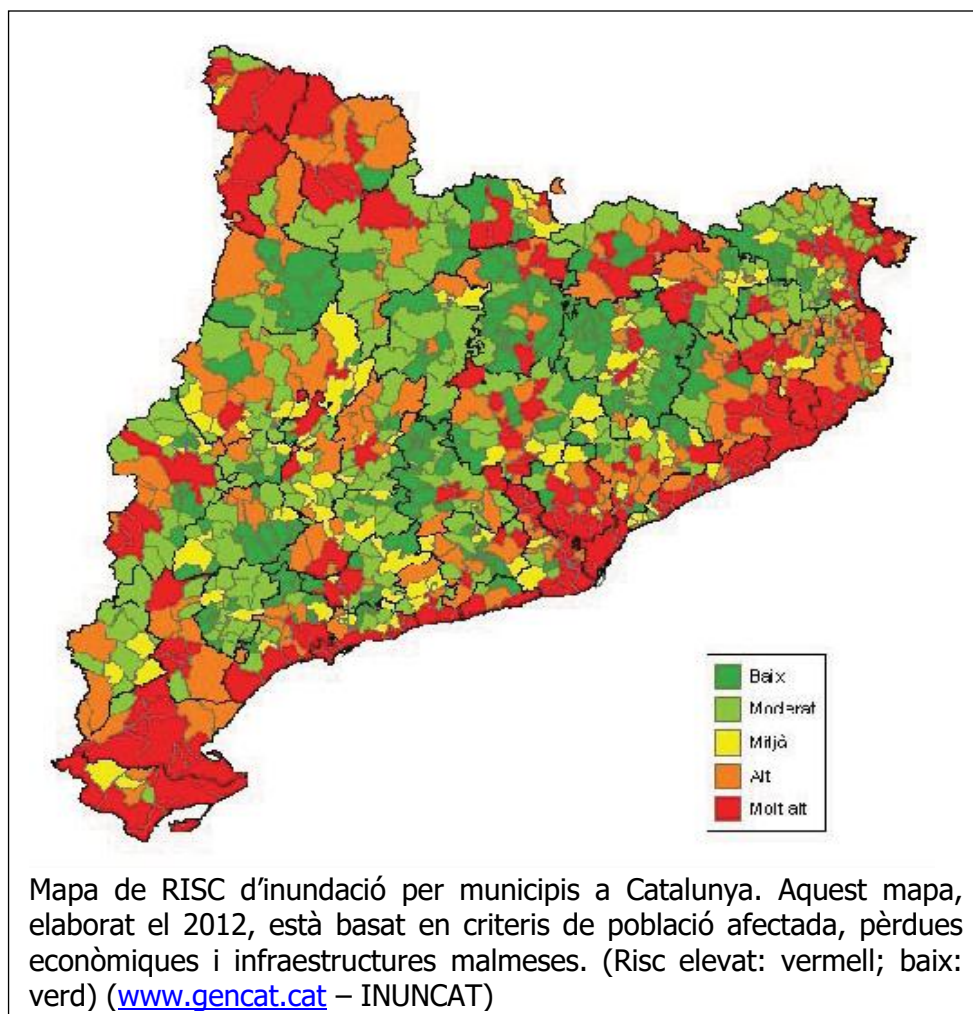 Baix
Moderat
Mitjà
Alt
Molt alt
Mapa de RISC d'inundació per municipis a Catalunya. Aquest mapa,
elaborat el 2012, està basat en criteris de població afectada, pèrdues
econòmiques i infraestructures malmeses. (Risc elevat: vermell; baix:
verd) (www.gencat.cat – INUNCAT)